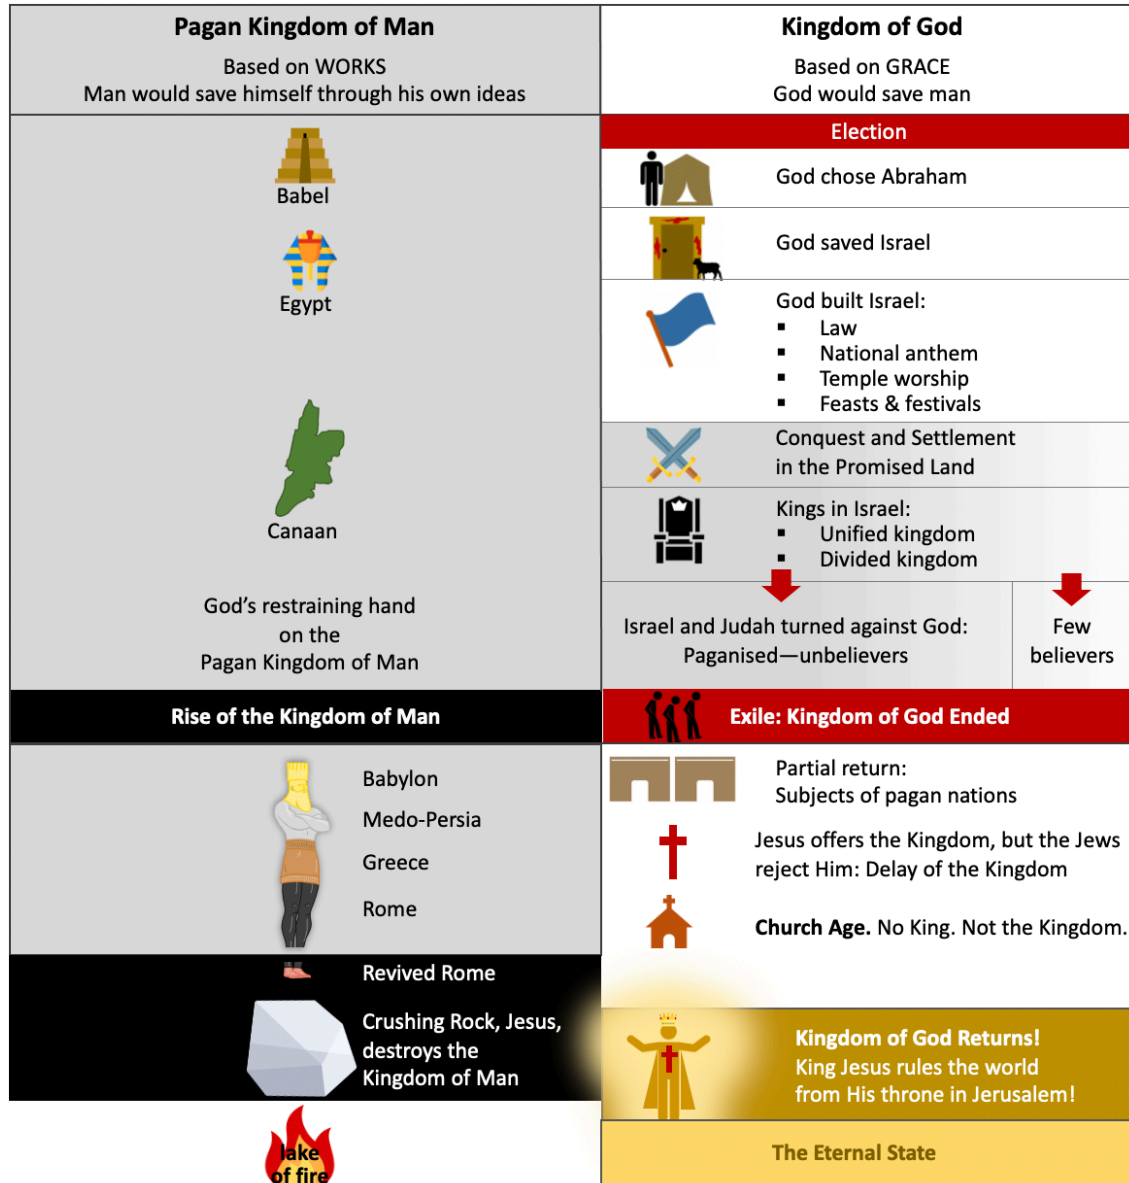 Pagan Kingdom of Man
Based on WORKS
Man would save himself through his own ideas
Kingdom of God
Based on GRACE
God would save man
Babel
Egypt
Canaan
God's restraining hand
on the
Pagan Kingdom of Man
Election
God chose Abraham
God saved Israel
God built Israel:
▪ Law
▪ National anthem
▪ Temple worship
▪ Feasts & festivals
Conquest and Settlement
in the Promised Land
Kings in Israel:
▪ Unified kingdom
▪ Divided kingdom
Israel and Judah turned against God:
Paganised—unbelievers
Few
believers
Rise of the Kingdom of Man
Exile: Kingdom of God Ended
Babylon
Medo-Persia
Greece
Rome
Partial return:
Subjects of pagan nations
Jesus offers the Kingdom, but the Jews
reject Him: Delay of the Kingdom
Church Age. No King. Not the Kingdom.
Revived Rome
Crushing Rock, Jesus,
destroys the
Kingdom of Man
Kingdom of God Returns!
King Jesus rules the world
from His throne in Jerusalem!
lake
of fire
The Eternal State